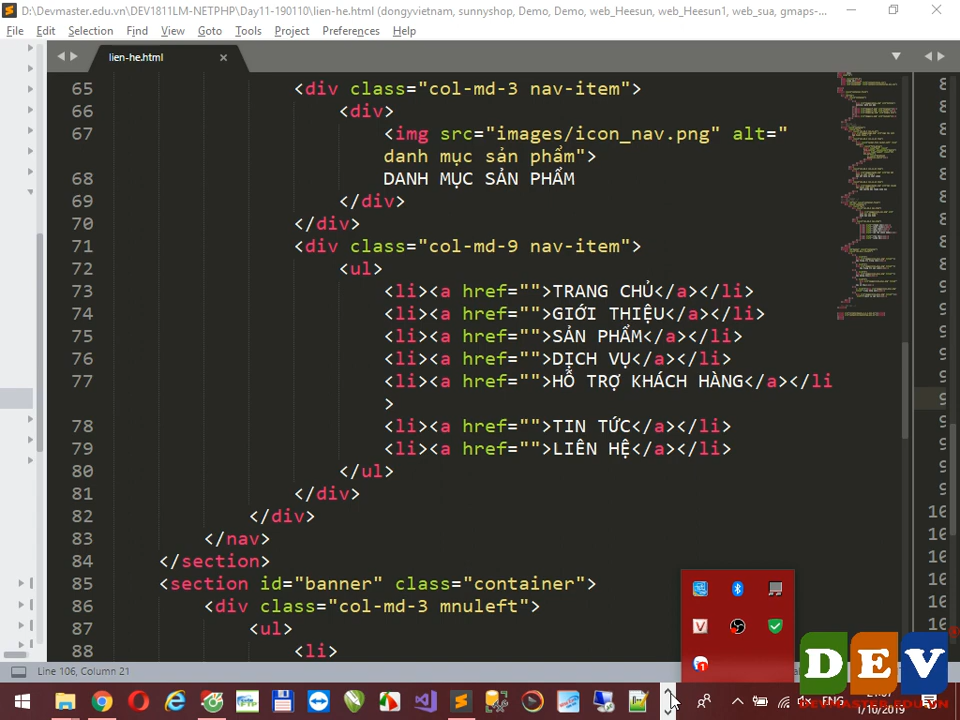 D:\Devmaster.edu.vn\DEV1811LM-NETPHP\Day11-190110\lien-he.html (dongyvietnam, sunnyshop, Demo, Demo, web_Heesun, web_Heesun1, web_sua, gmaps-...
File Edit Selection Find View Goto Tools Project Preferences Help
lien-he.html
65 <div class="col-md-3 nav-item">
66 <div>
67 <img src="images/icon_nav.png" alt="
danh mục sản phẩm">
68 DANH MỤC SẢN PHẨM
69 </div>
70 </div>
71 <div class="col-md-9 nav-item">
72 <ul>
73 <li><a href="">TRANG CHỦ</a></li>
74 <li><a href="">GIỚI THIỆU</a></li>
75 <li><a href="">SẢN PHẨM</a></li>
76 <li><a href="">DỊCH VỤ</a></li>
77 <li><a href="">HỖ TRỢ KHÁCH HÀNG</a></li
>
78 <li><a href="">TIN TỨC</a></li>
79 <li><a href="">LIÊN HỆ</a></li>
80 </ul>
81 </div>
82 </div>
83 </nav>
84 </section>
85 <section id="banner" class="container">
86 <div class="col-md-3 mnuleft">
87 <ul>
88 <li>
Line 106, Column 21
DEV
DEVMASTER.EDU.VN
ENG
1/10/2019